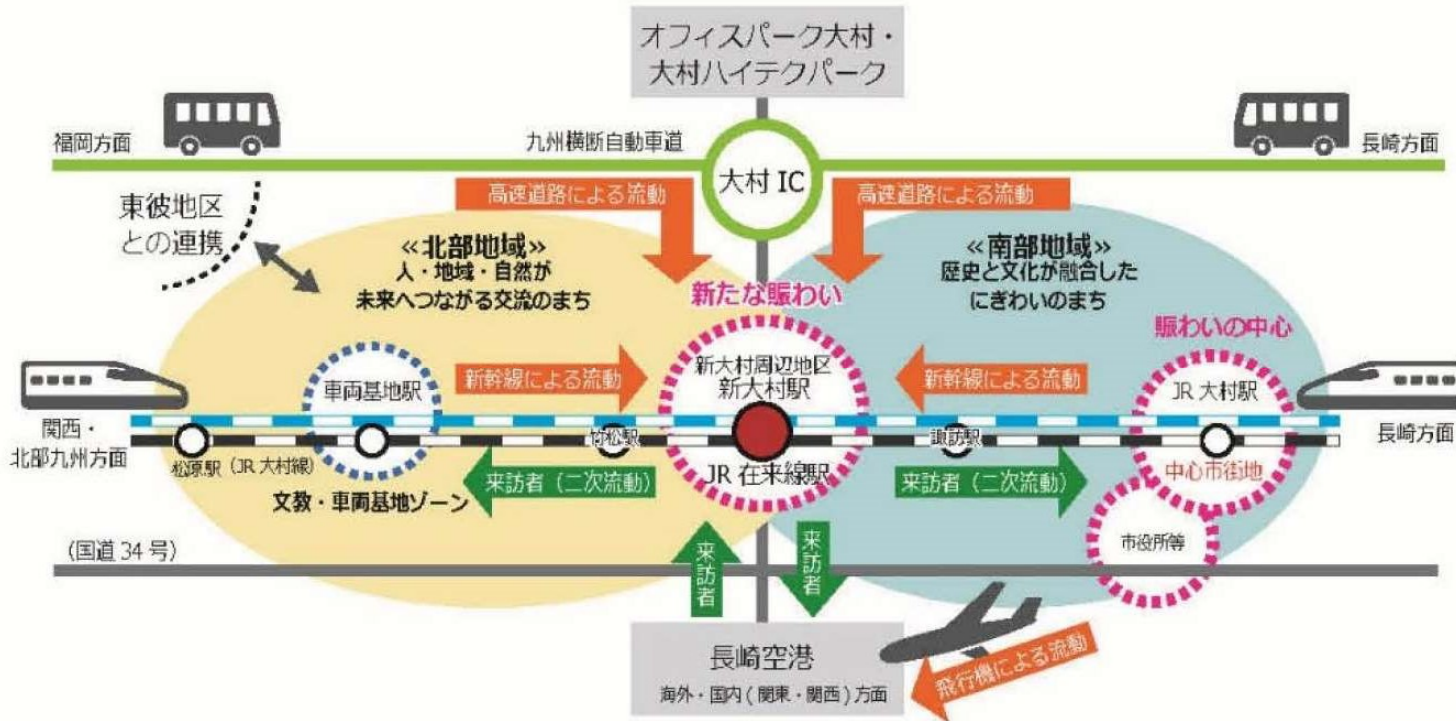 オフィスパーク大村・
大村ハイテクパーク
福岡方面
九州横断自動車道
長崎方面
大村 IC
高速道路による流動
高速道路による流動
東彼地区
との連携
≪北部地域≫
人・地域・自然が
未来へつながる交流のまち
≪南部地域≫
歴史と文化が融合した
にぎわいのまち
新たな賑わい
賑わいの中心
車両基地駅
新幹線による流動
新大村周辺地区
新大村駅
新幹線による流動
JR 大村駅
関西・
北部九州方面
竹松駅
諏訪駅
長崎方面
松原駅
(JR 大村線)
来訪者（二次流動）
JR 在来線駅
来訪者（二次流動）
中心市街地
文教・車両基地ゾーン
市役所等
(国道 34 号)
来訪者
来訪者
長崎空港
海外・国内(関東・関西)方面
飛行機による流動